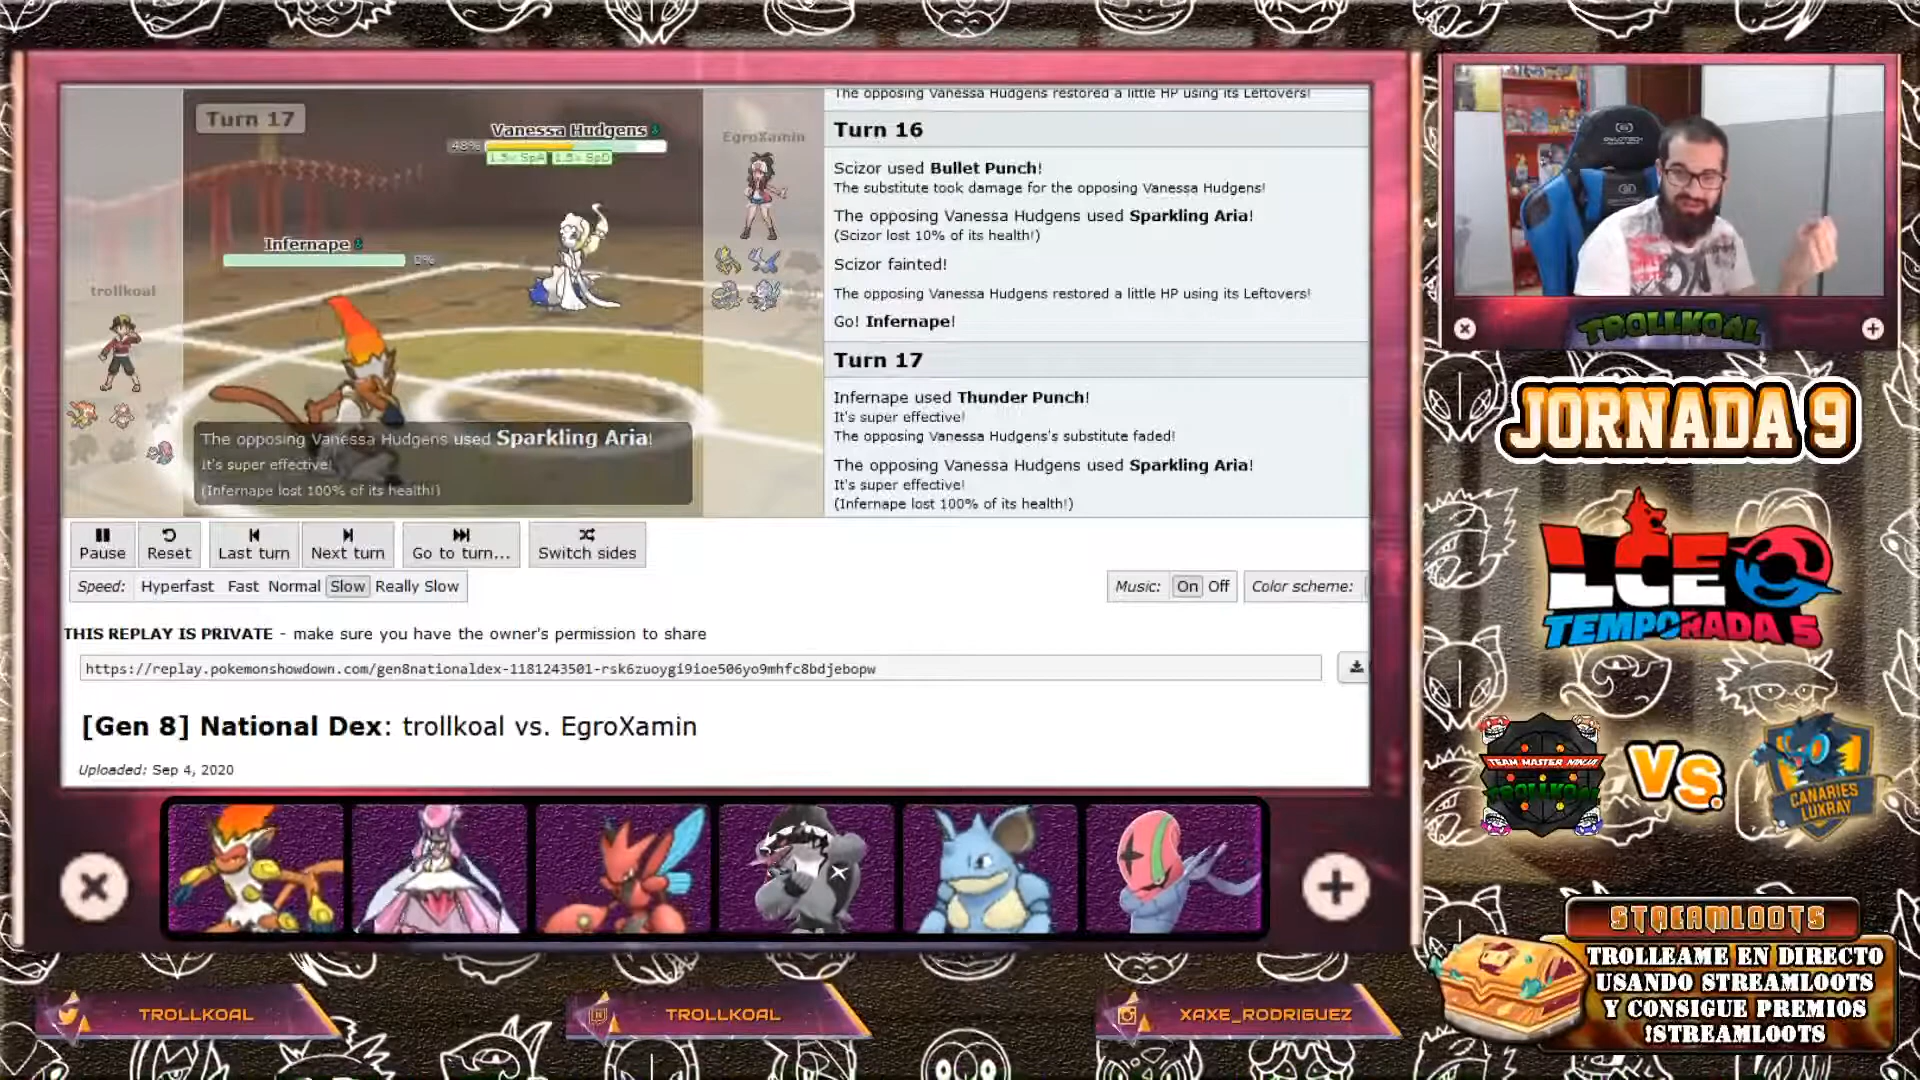 Turn 17
Vanessa Hudgens
48%
1.5× SpA 1.5× SpD
EgroXamin
Infernape
0%
trollkoal
The opposing Vanessa Hudgens used Sparkling Aria!
It's super effective!
(Infernape lost 100% of its health!)
The opposing Vanessa Hudgens restored a little HP using its Leftovers!
Turn 16
Scizor used Bullet Punch!
The substitute took damage for the opposing Vanessa Hudgens!
The opposing Vanessa Hudgens used Sparkling Aria!
(Scizor lost 10% of its health!)
Scizor fainted!
The opposing Vanessa Hudgens restored a little HP using its Leftovers!
Go! Infernape!
Turn 17
Infernape used Thunder Punch!
It's super effective!
The opposing Vanessa Hudgens's substitute faded!
The opposing Vanessa Hudgens used Sparkling Aria!
It's super effective!
(Infernape lost 100% of its health!)
Pause Reset Last turn Next turn Go to turn... Switch sides
Speed: Hyperfast Fast Normal Slow Really Slow
Music: On Off Color scheme:
THIS REPLAY IS PRIVATE - make sure you have the owner's permission to share
https://replay.pokemonshowdown.com/gen8nationaldex-1181243501-rsk6zuoygi9ioe506yo9mhfc8bdjebopw
[Gen 8] National Dex: trollkoal vs. EgroXamin
Uploaded: Sep 4, 2020
TROLLKOAL
JORNADA 9
LCE
TEMPORADA 5
TEAM MASTER NINJA
TROLLKOAL
VS.
CANARIES
LUXRAY
STREAMLOOTS
TROLLEAME EN DIRECTO
USANDO STREAMLOOTS
Y CONSIGUE PREMIOS
!STREAMLOOTS
TROLLKOAL
TROLLKOAL
XAXE_RODRIGUEZ